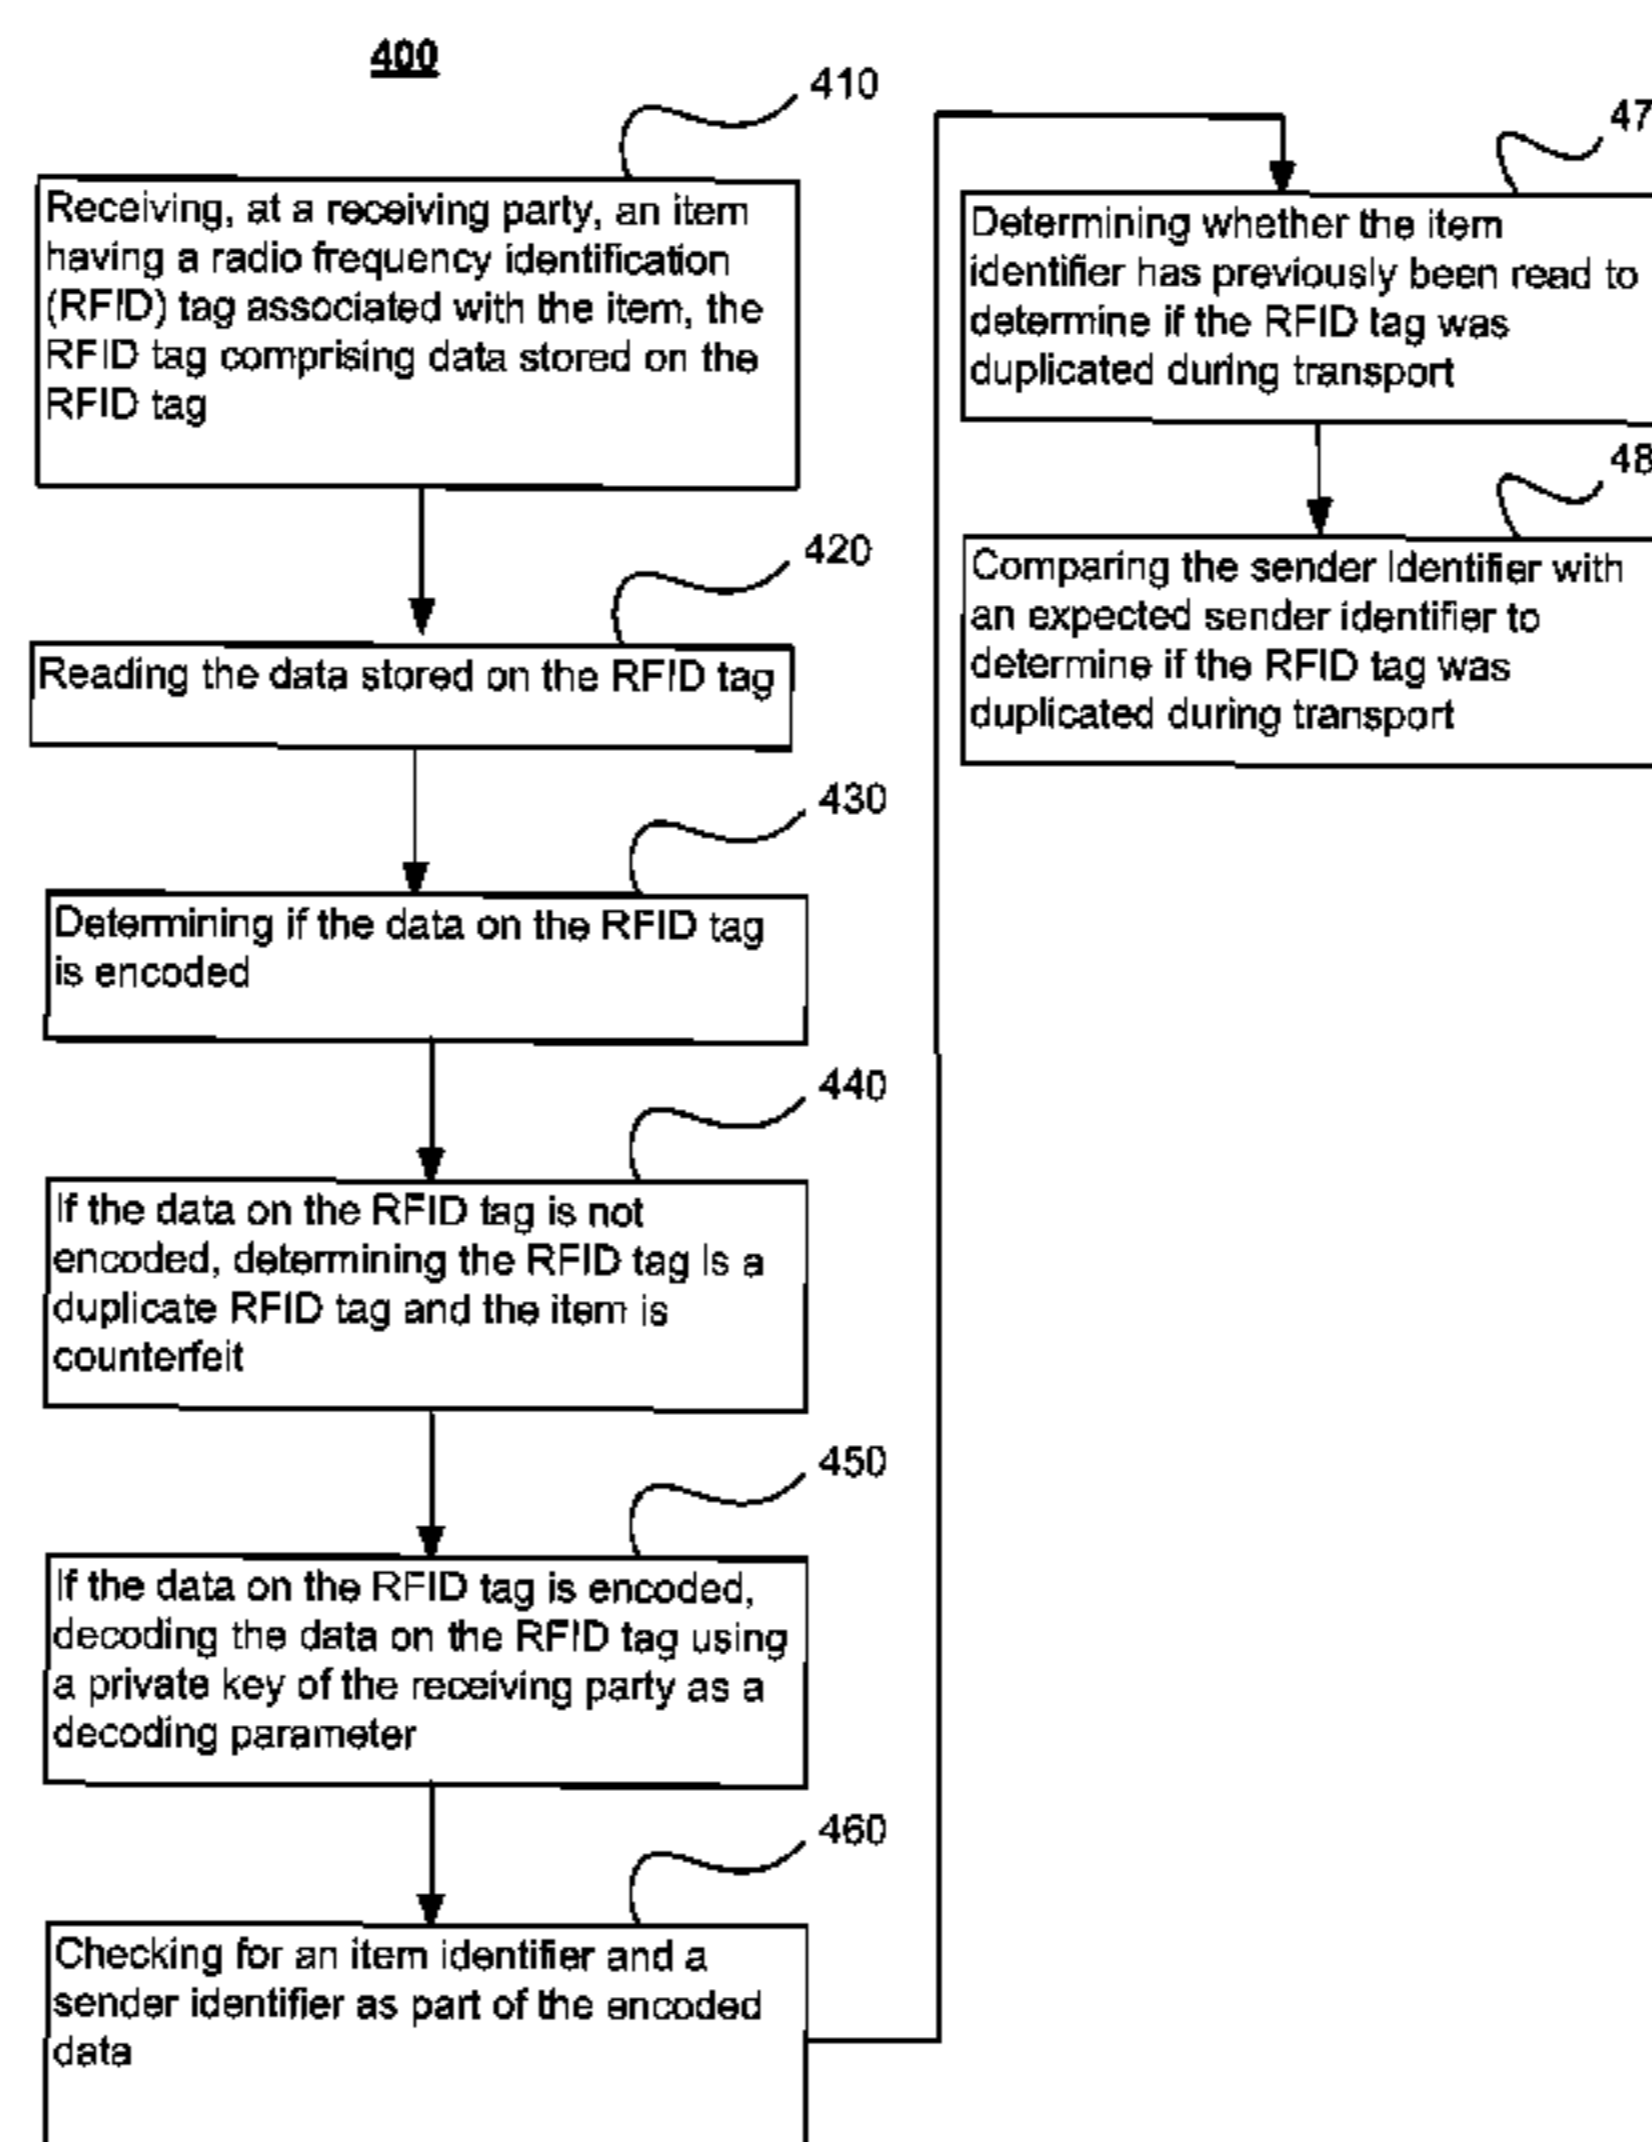 400
410
Receiving, at a receiving party, an item
having a radio frequency identification
(RFID) tag associated with the item, the
RFID tag comprising data stored on the
RFID tag
420
Reading the data stored on the RFID tag
430
Determining if the data on the RFID tag
is encoded
440
If the data on the RFID tag is not
encoded, determining the RFID tag is a
duplicate RFID tag and the item is
counterfeit
450
If the data on the RFID tag is encoded,
decoding the data on the RFID tag using
a private key of the receiving party as a
decoding parameter
460
Checking for an item identifier and a
sender identifier as part of the encoded
data
47
Determining whether the item
identifier has previously been read to
determine if the RFID tag was
duplicated during transport
48
Comparing the sender identifier with
an expected sender identifier to
determine if the RFID tag was
duplicated during transport